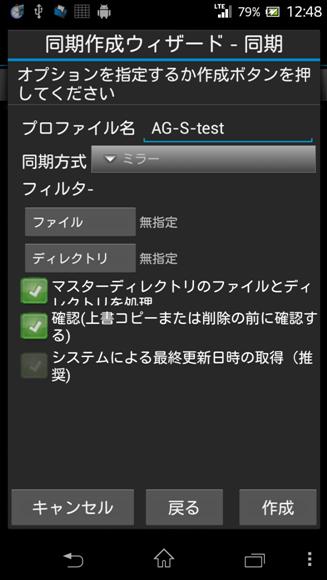 LTE 79% 12:48
同期作成ウィザード - 同期
オプションを指定するか作成ボタンを押
してください
プロファイル名 AG-S-test
同期方式 ミラー
フィルタ-
ファイル 無指定
ディレクトリ 無指定
マスターディレクトリのファイルとディ
レクトリを処理
確認(上書コピーまたは削除の前に確認す
る)
システムによる最終更新日時の取得（推
奨)
キャンセル 戻る 作成